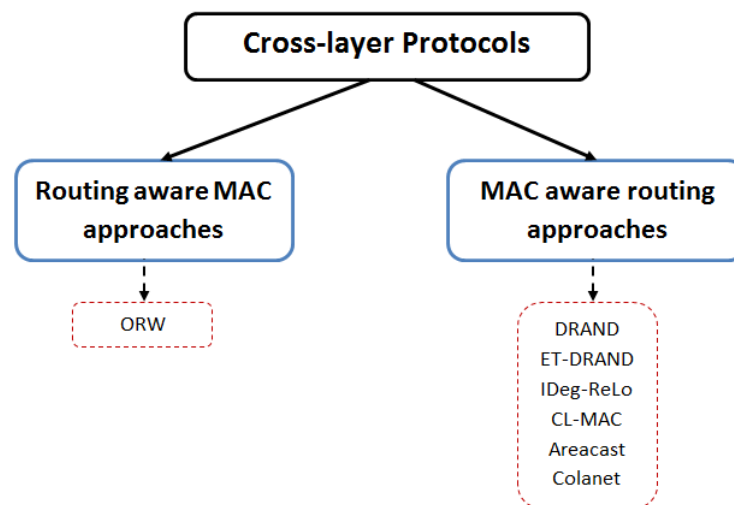 Cross-layer Protocols
Routing aware MAC
approaches
MAC aware routing
approaches
ORW
DRAND
ET-DRAND
IDeg-ReLo
CL-MAC
Areacast
Colanet